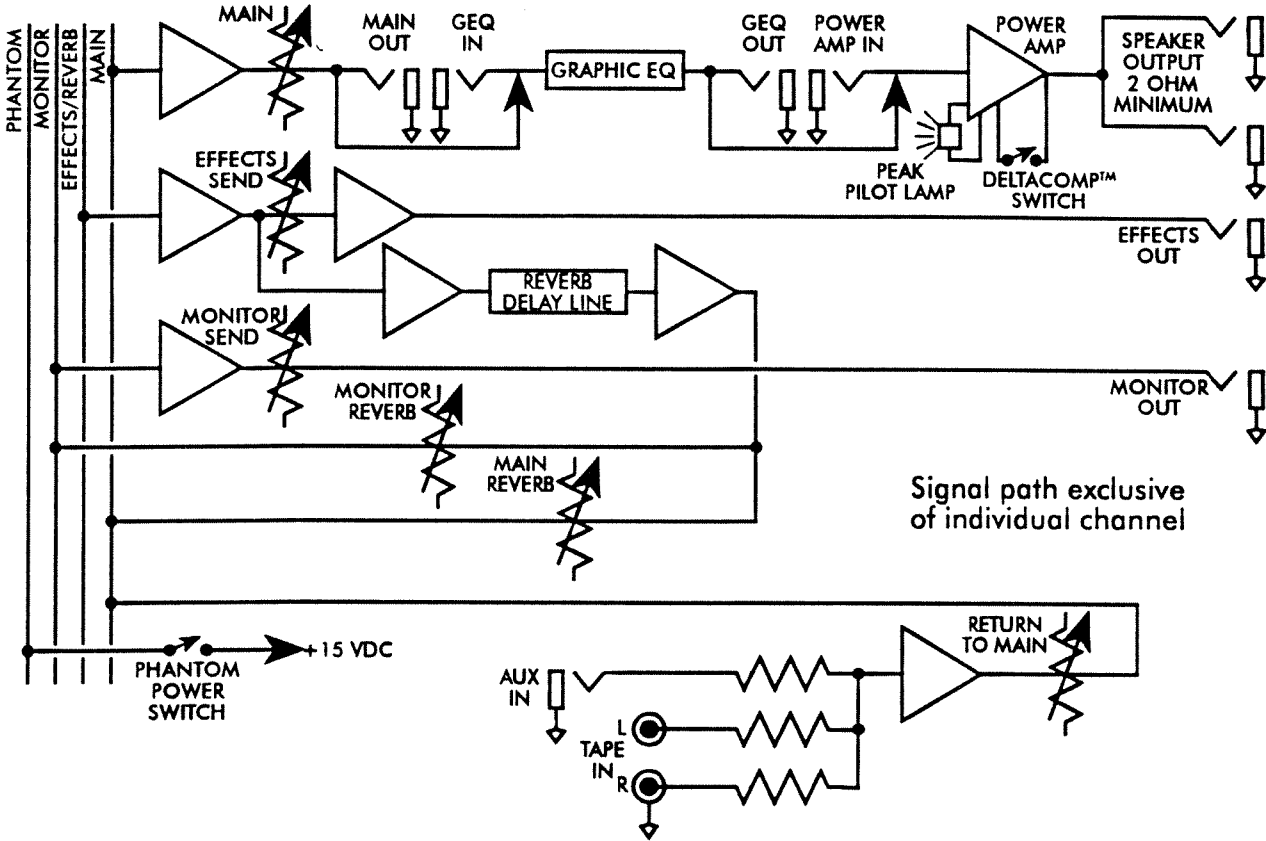 PHANTOM
MONITOR
EFFECTS/REVERB
MAIN
MAIN
MAIN
OUT
GEQ
IN
GRAPHIC EQ
GEQ
OUT
POWER
AMP IN
POWER
AMP
SPEAKER
OUTPUT
2 OHM
MINIMUM
PEAK
PILOT LAMP
DELTACOMP™
SWITCH
EFFECTS
SEND
EFFECTS
OUT
REVERB
DELAY LINE
MONITOR
SEND
MONITOR
OUT
MONITOR
REVERB
MAIN
REVERB
Signal path exclusive
of individual channel
+15 VDC
PHANTOM
POWER
SWITCH
RETURN
TO MAIN
AUX
IN
L
TAPE
IN
R